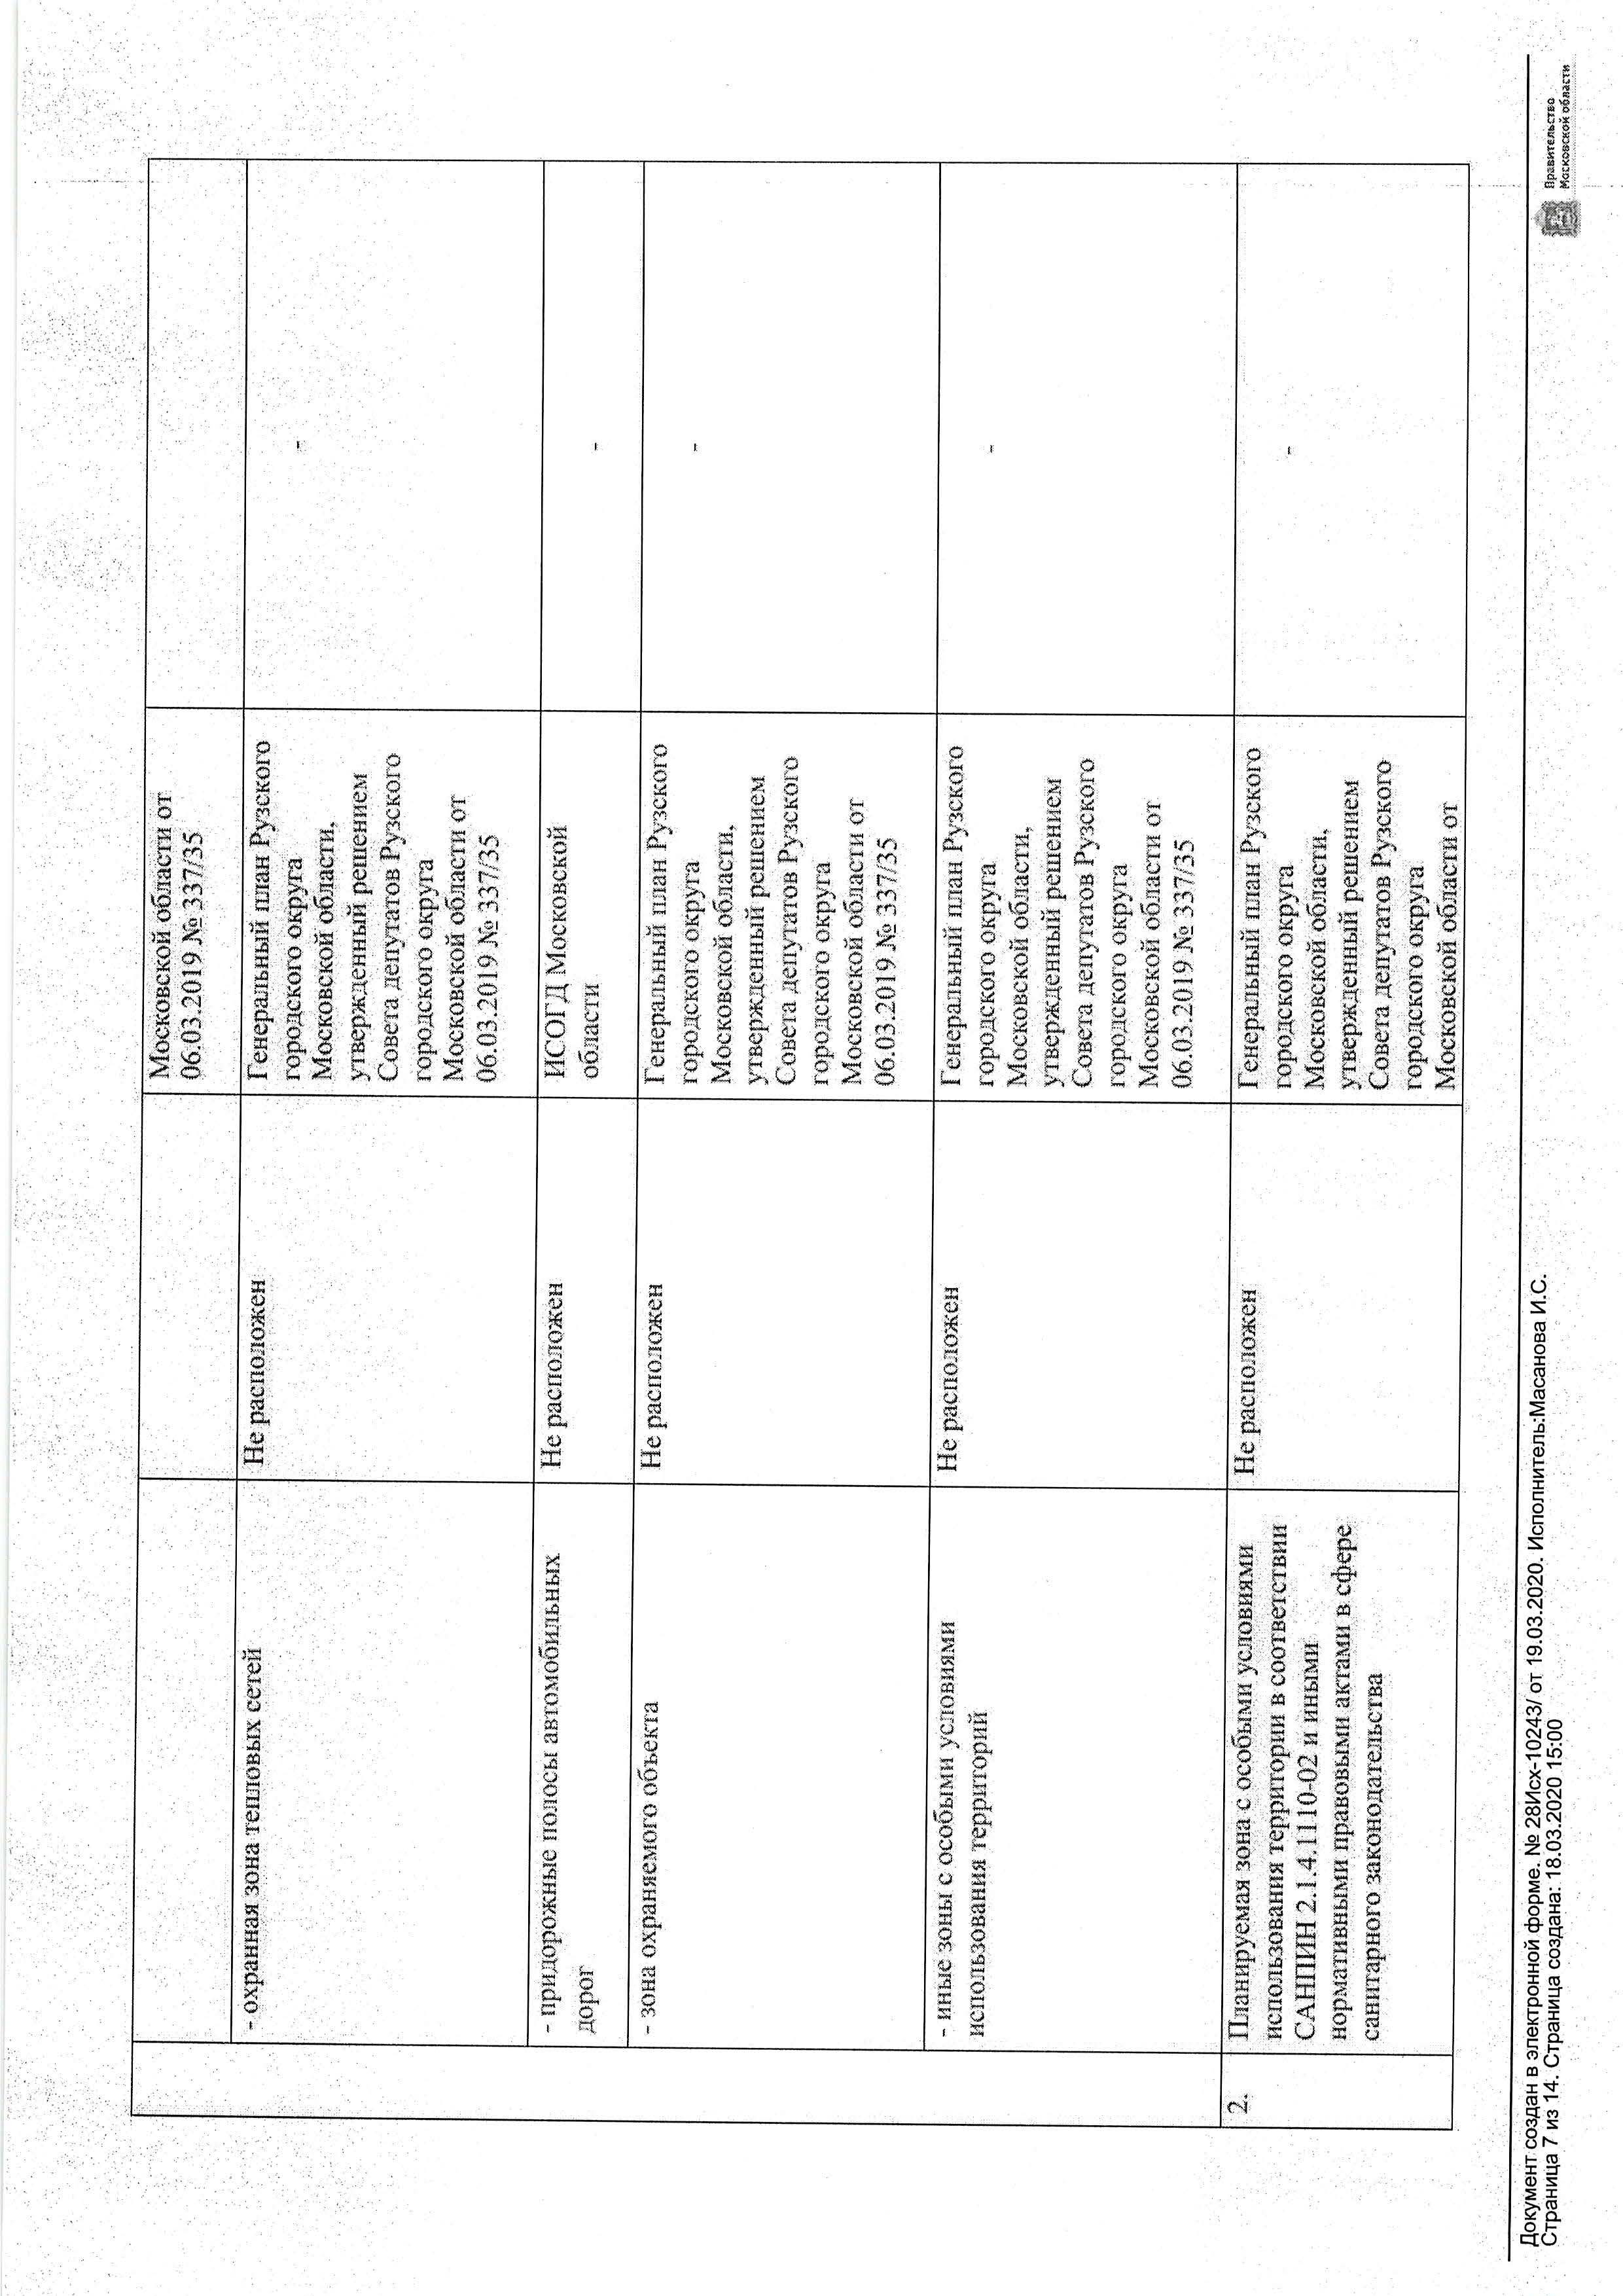 Московской области от
06.03.2019 № 337/35
- охранная зона тепловых сетей
Не расположен
Генеральный план Рузского
городского округа
Московской области,
утвержденный решением
Совета депутатов Рузского
городского округа
Московской области от
06.03.2019 № 337/35
-
- придорожные полосы автомобильных
дорог
Не расположен
ИСОГД Московской
области
-
- зона охраняемого объекта
Не расположен
Генеральный план Рузского
городского округа
Московской области,
утвержденный решением
Совета депутатов Рузского
городского округа
Московской области от
06.03.2019 № 337/35
-
- иные зоны с особыми условиями
использования территорий
Не расположен
Генеральный план Рузского
городского округа
Московской области,
утвержденный решением
Совета депутатов Рузского
городского округа
Московской области от
06.03.2019 № 337/35
-
2.
Планируемая зона с особыми условиями
использования территории в соответствии
САНПИН 2.1.4.1110-02 и иными
нормативными правовыми актами в сфере
санитарного законодательства
Не расположен
Генеральный план Рузского
городского округа
Московской области,
утвержденный решением
Совета депутатов Рузского
городского округа
Московской области от
-
Документ создан в электронной форме. № 28Исх-10243/ от 19.03.2020. Исполнитель:Масанова И.С.
Страница 7 из 14. Страница создана: 18.03.2020 15:00
Правительство
Московской области